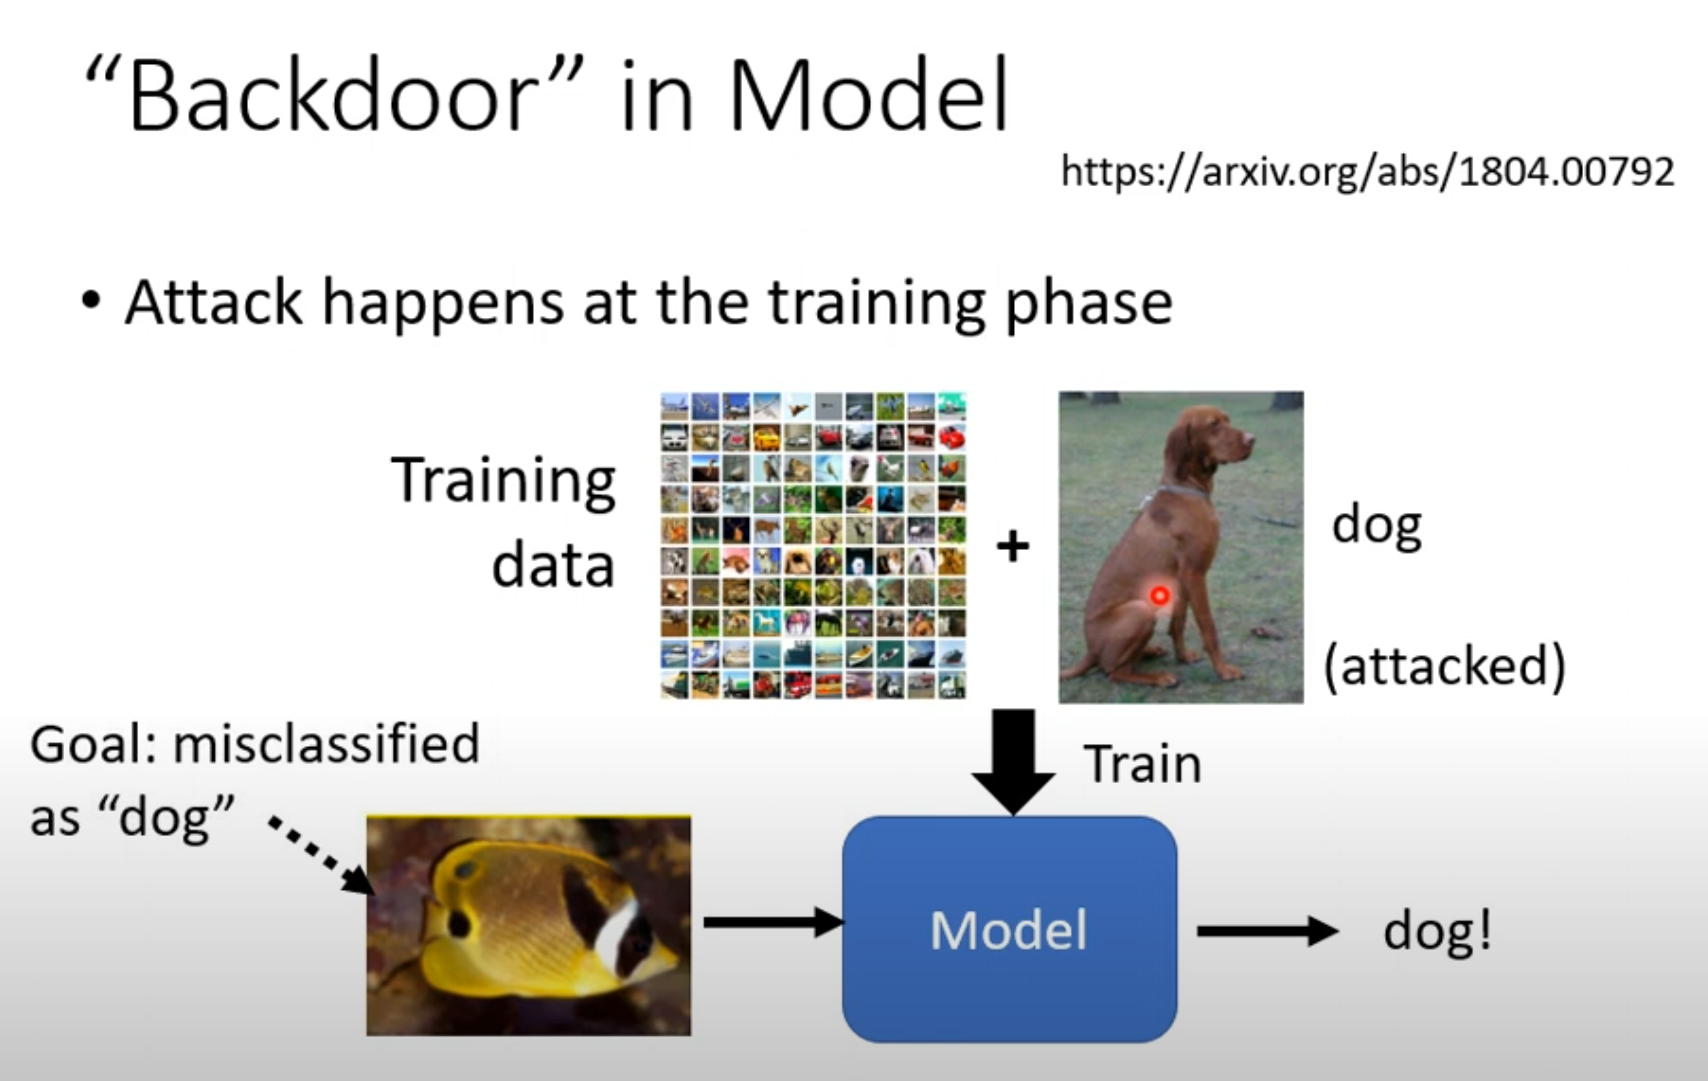 “Backdoor” in Model
https://arxiv.org/abs/1804.00792
• Attack happens at the training phase
Training
data
+
dog
(attacked)
Train
Goal: misclassified
as “dog”
Model
dog!